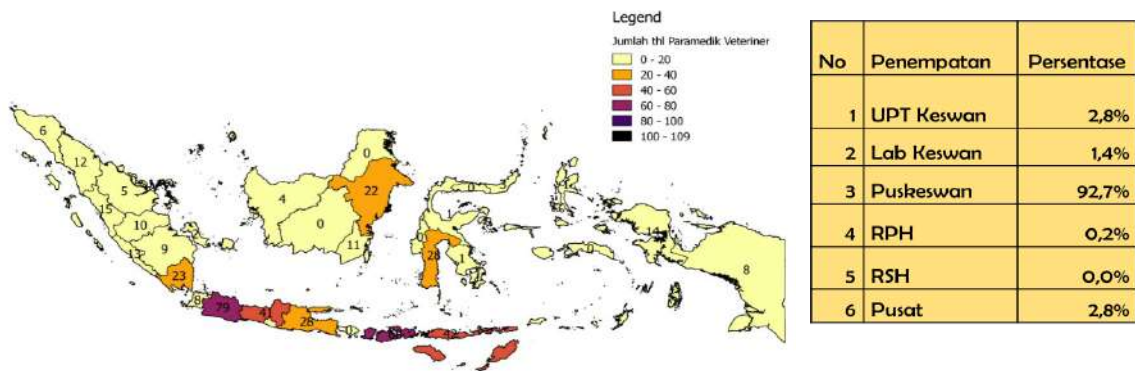 Legend
Jumlah thl Paramedik Veteriner
0 - 20
20 - 40
40 - 60
60 - 80
80 - 100
100 - 109
6
12
5
15
10
9
13
23
8
79
28
4
0
0
22
11
0
28
1
0
14
8
No Penempatan Persentase
1 UPT Keswan 2,8%
2 Lab Keswan 1,4%
3 Puskeswan 92,7%
4 RPH 0,2%
5 RSH 0,0%
6 Pusat 2,8%